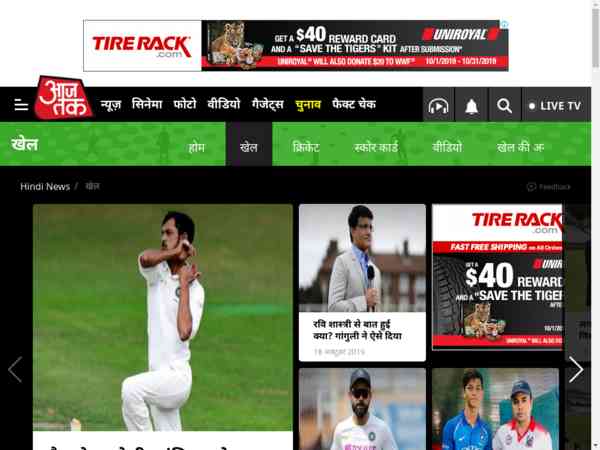 TIRE RACK
.com
GET A $40 REWARD CARD
AND A "SAVE THE TIGERS" KIT AFTER SUBMISSION*
UNIROYAL
UNIROYAL® WILL ALSO DONATE $20 TO WWF® 10/1/2019 - 10/31/2019
आज तक
न्यूज़ सिनेमा फोटो वीडियो गैजेट्स चुनाव फैक्ट चेक
LIVE TV
खेल
होम खेल क्रिकेट स्कोर कार्ड वीडियो खेल की अ
Hindi News / खेल
Feedback
TIRE RACK
.com
FAST FREE SHIPPING on All Orders
GET A
UNIR
$40 REWARD
AND A "SAVE THE TIGER
10/1/20
UNIROYAL® WILL ALSO DON
रवि शास्त्री से बात हुई
क्या? गांगुली ने ऐसे दिया
18 अक्टूबर 2019